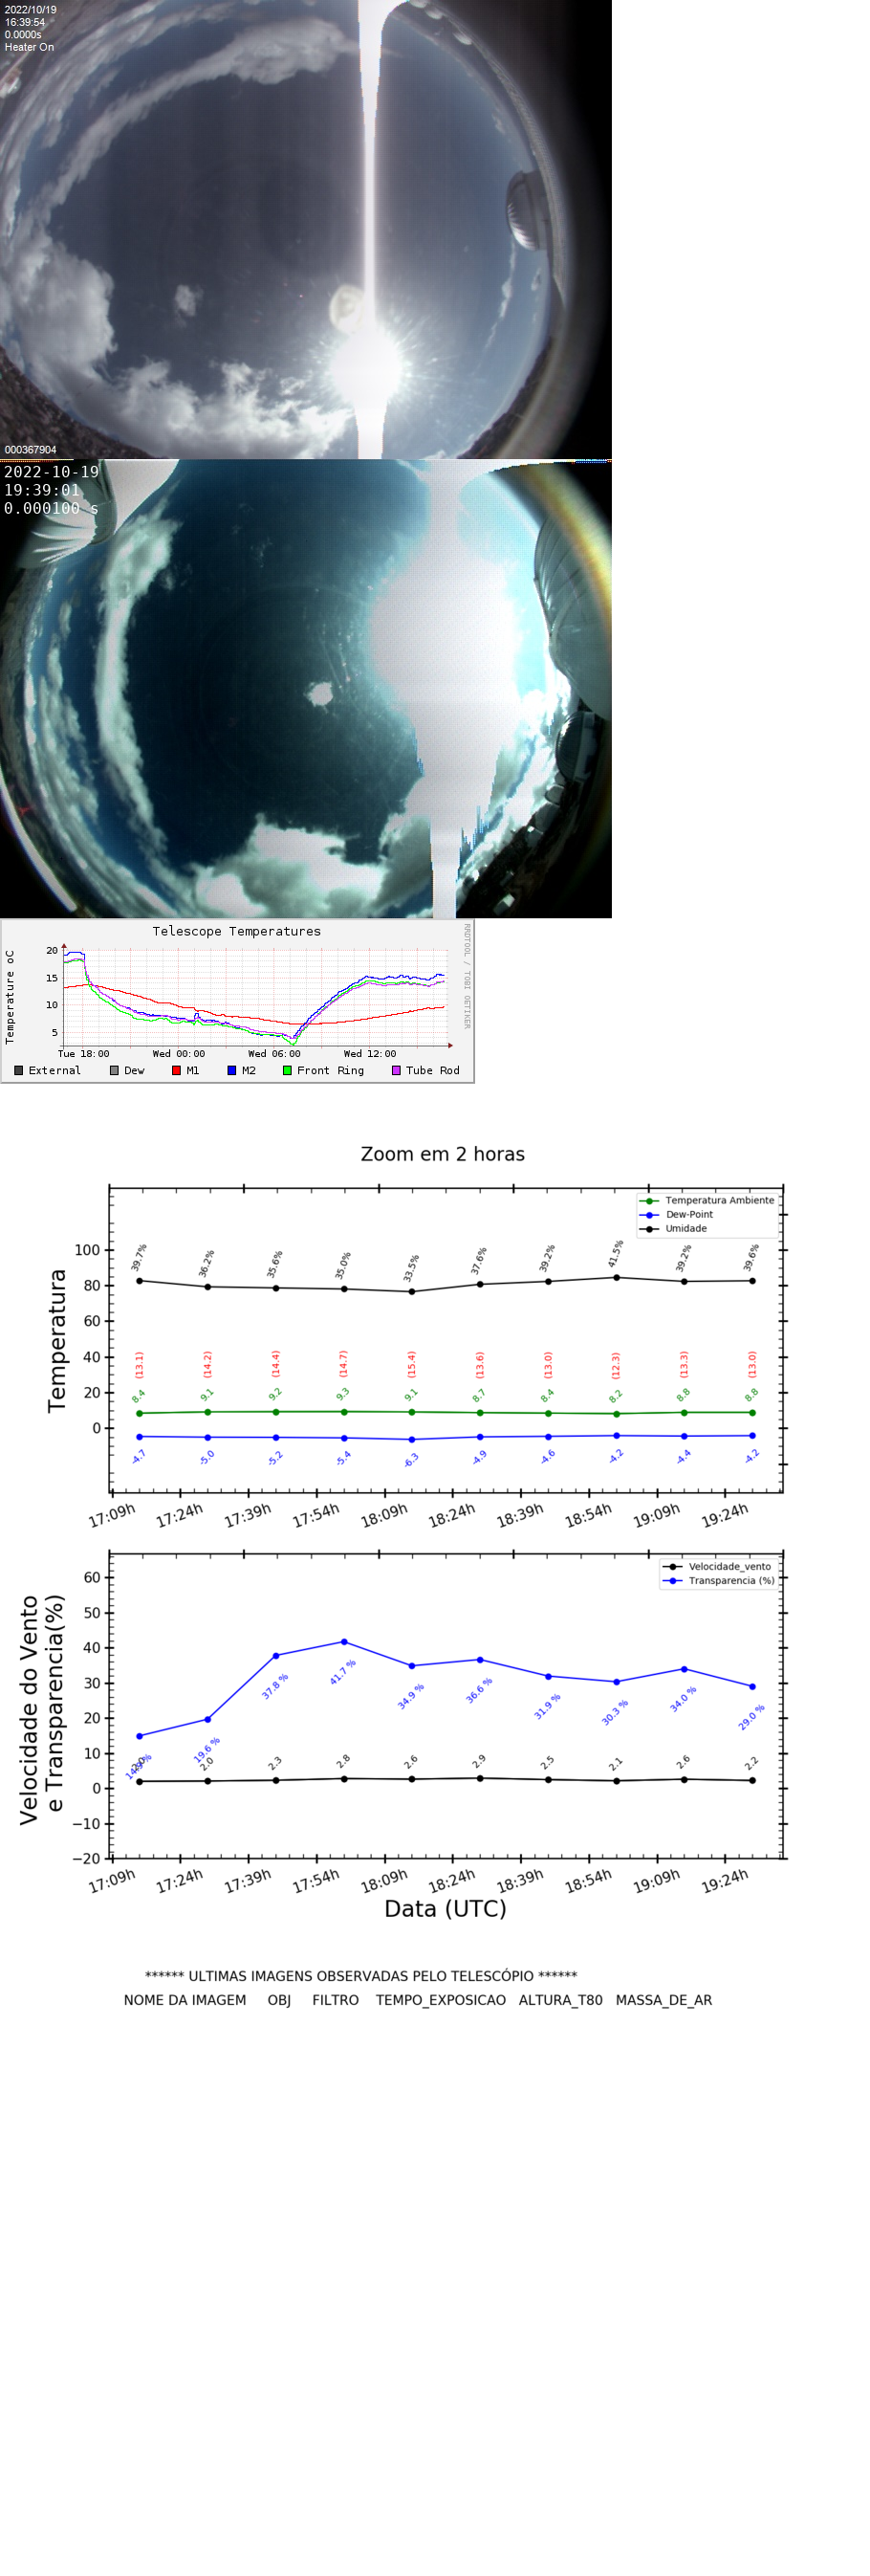 2022/10/19
16:39:54
0.0000s
Heater On
000367904
2022-10-19
19:39:01
0.000100 s
Telescope Temperatures
RRDTOOL / TOBI OETIKER
Temperature oC
20
15
10
5
Tue 18:00 Wed 00:00 Wed 06:00 Wed 12:00
External Dew M1 M2 Front Ring Tube Rod
Zoom em 2 horas
Temperatura Ambiente
Dew-Point
Umidade
Temperatura
100
80
60
40
20
0
39.7% 36.2% 35.6% 35.0% 33.5% 37.6% 39.2% 41.5% 39.2% 39.6%
(13.1) (14.2) (14.4) (14.7) (15.4) (13.6) (13.0) (12.3) (13.3) (13.0)
8.4 9.1 9.2 9.3 9.1 8.7 8.4 8.2 8.8 8.8
-4.7 -5.0 -5.2 -5.4 -6.3 -4.9 -4.6 -4.2 -4.4 -4.2
17:09h 17:24h 17:39h 17:54h 18:09h 18:24h 18:39h 18:54h 19:09h 19:24h
Velocidade_vento
Transparencia (%)
Velocidade do Vento
e Transparencia(%)
60
50
40
30
20
10
0
−10
−20
37.8 % 41.7 % 34.9 % 36.6 % 31.9 % 30.3 % 34.0 % 29.0 %
19.6 %
2.0 2.3 2.8 2.6 2.9 2.5 2.1 2.6 2.2
17:09h 17:24h 17:39h 17:54h 18:09h 18:24h 18:39h 18:54h 19:09h 19:24h
Data (UTC)
****** ULTIMAS IMAGENS OBSERVADAS PELO TELESCÓPIO ******
NOME DA IMAGEM OBJ FILTRO TEMPO_EXPOSICAO ALTURA_T80 MASSA_DE_AR